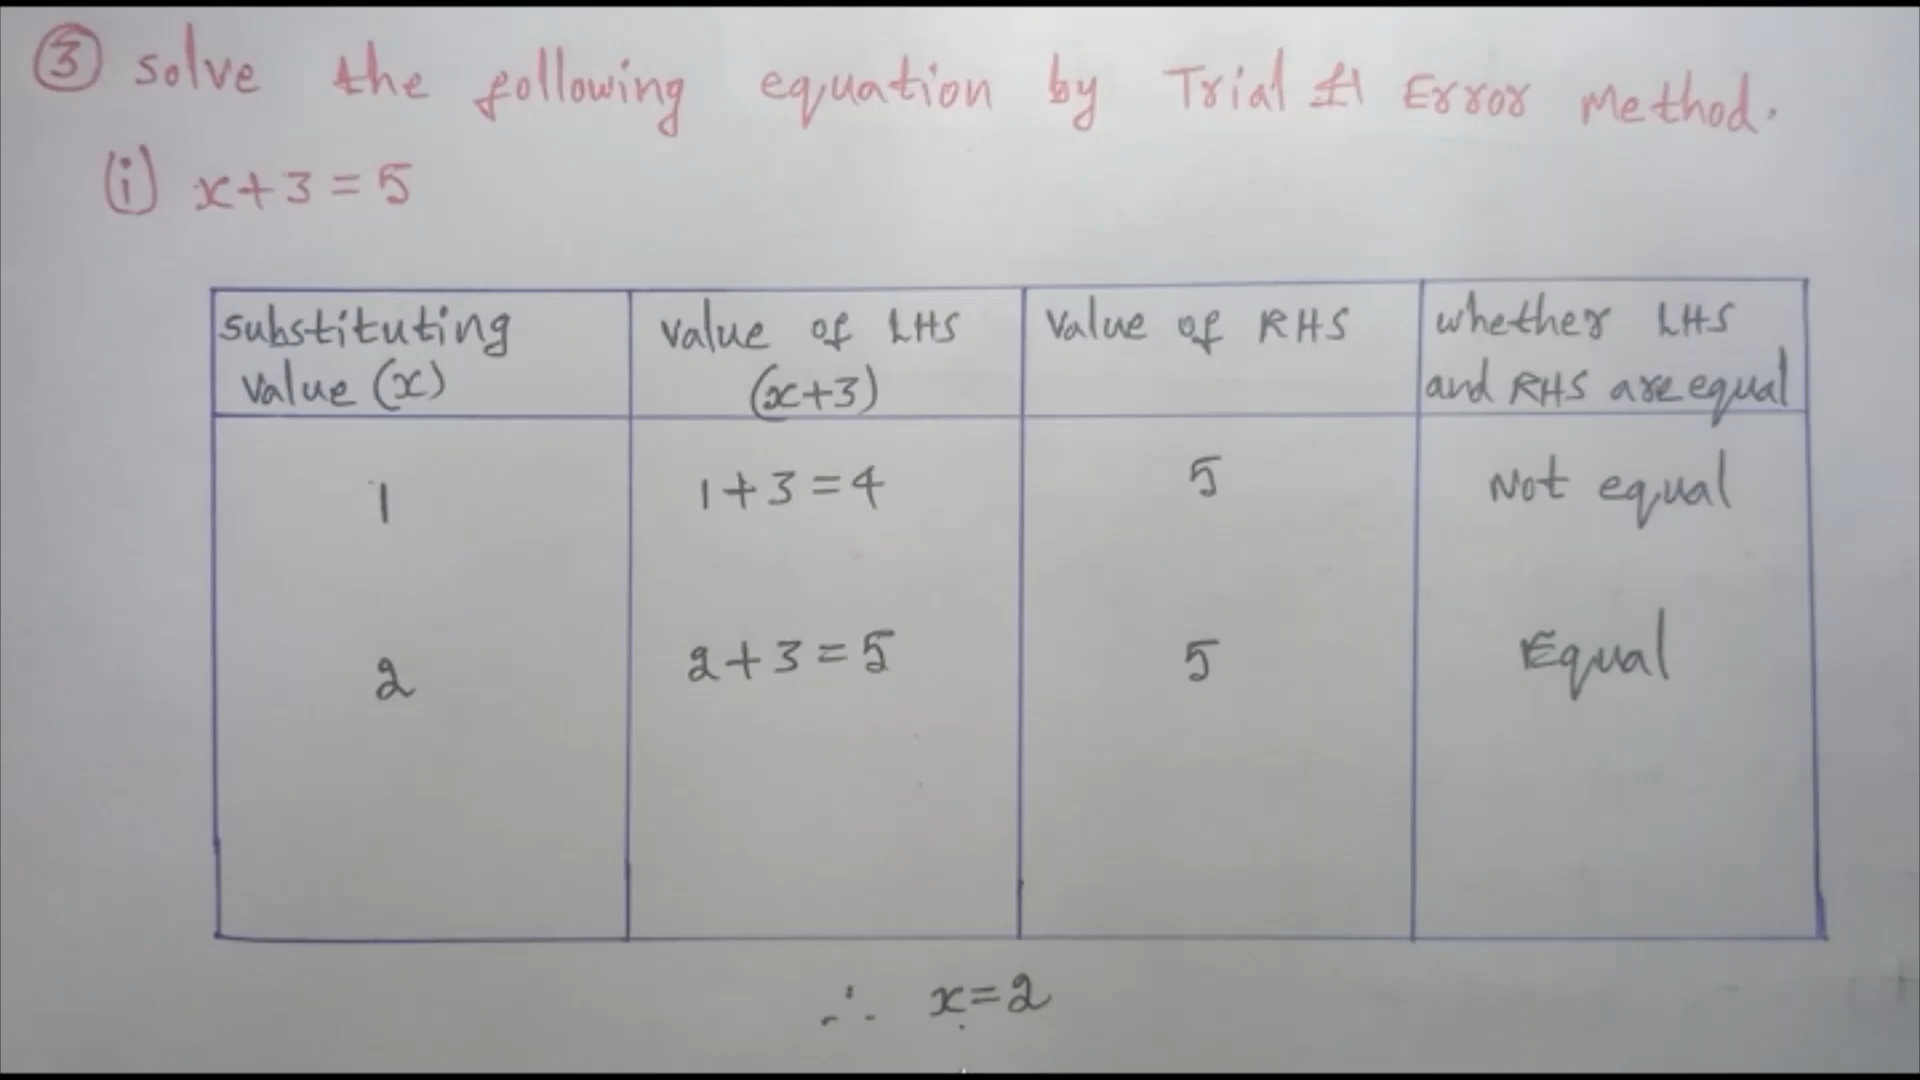 ③ solve the following equation by Trial & Error Method.
(i) x+3=5
substituting value (x)
value of LHS (x+3)
value of RHS
whether LHS and RHS are equal
1
1+3=4
5
Not equal
2
2+3=5
5
Equal
∴ x=2